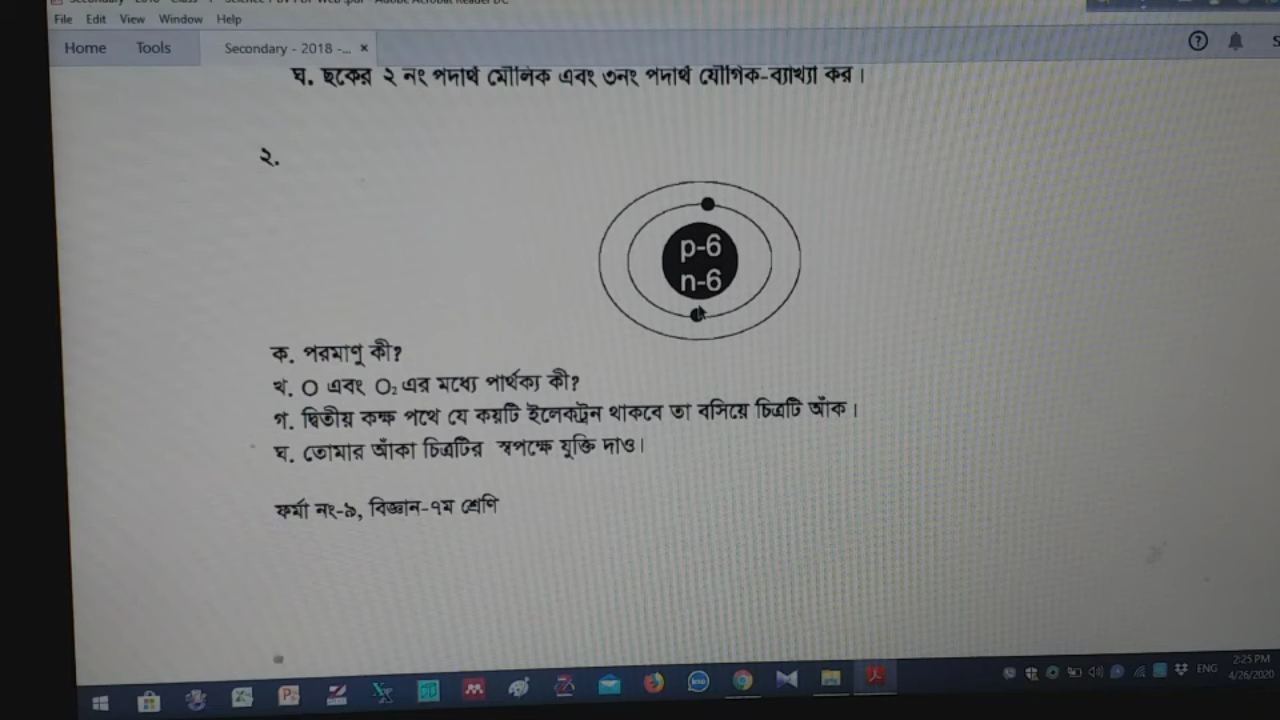 File Edit View Window Help
Home Tools Secondary - 2018 -... ×
ঘ. ছকের ২ নং পদার্থ মৌলিক এবং ৩নং পদার্থ যৌগিক-ব্যাখ্যা কর।
২.
p-6
n-6
ক. পরমাণু কী?
খ. O এবং O₂ এর মধ্যে পার্থক্য কী?
গ. দ্বিতীয় কক্ষ পথে যে কয়টি ইলেকট্রন থাকবে তা বসিয়ে চিত্রটি আঁক।
ঘ. তোমার আঁকা চিত্রটির স্বপক্ষে যুক্তি দাও।
ফর্মা নং-৯, বিজ্ঞান-৭ম শ্রেণি
ENG 2:25 PM
4/26/2020